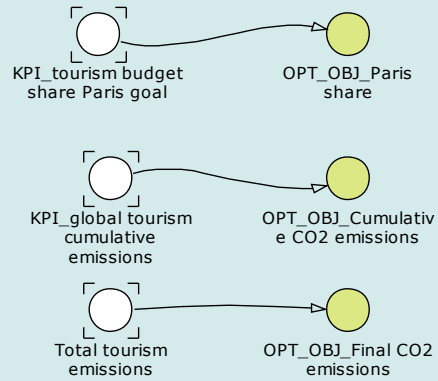 KPI_tourism budget
share Paris goal
OPT_OBJ_Paris
share
KPI_global tourism
cumulative
emissions
OPT_OBJ_Cumulativ
e CO2 emissions
Total tourism
emissions
OPT_OBJ_Final CO2
emissions